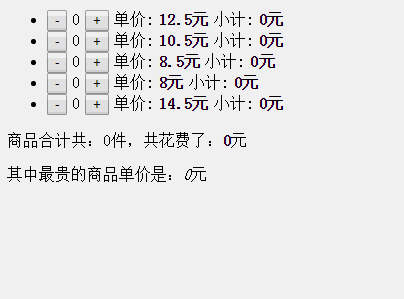 - 0 + 单价: 12.5元 小计: 0元
- 0 + 单价: 10.5元 小计: 0元
- 0 + 单价: 8.5元 小计: 0元
- 0 + 单价: 8元 小计: 0元
- 0 + 单价: 14.5元 小计: 0元
商品合计共: 0件, 共花费了: 0元
其中最贵的商品单价是: 0元